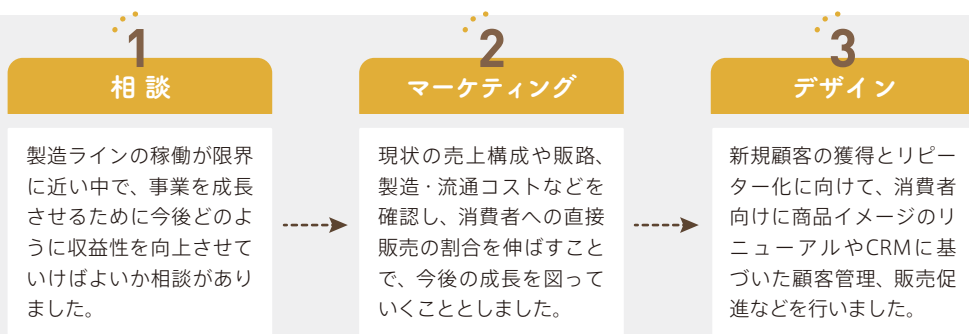 1
相談
製造ラインの稼働が限界
に近い中で、事業を成長
させるために今後どのよ
うに収益性を向上させて
いけばよいか相談があり
ました。
2
マーケティング
現状の売上構成や販路、
製造・流通コストなどを
確認し、消費者への直接
販売の割合を伸ばすこと
で、今後の成長を図って
いくこととしました。
3
デザイン
新規顧客の獲得とリピー
ター化に向けて、消費者
向けに商品イメージのリ
ニューアルやCRMに基
づいた顧客管理、販売促
進などを行いました。